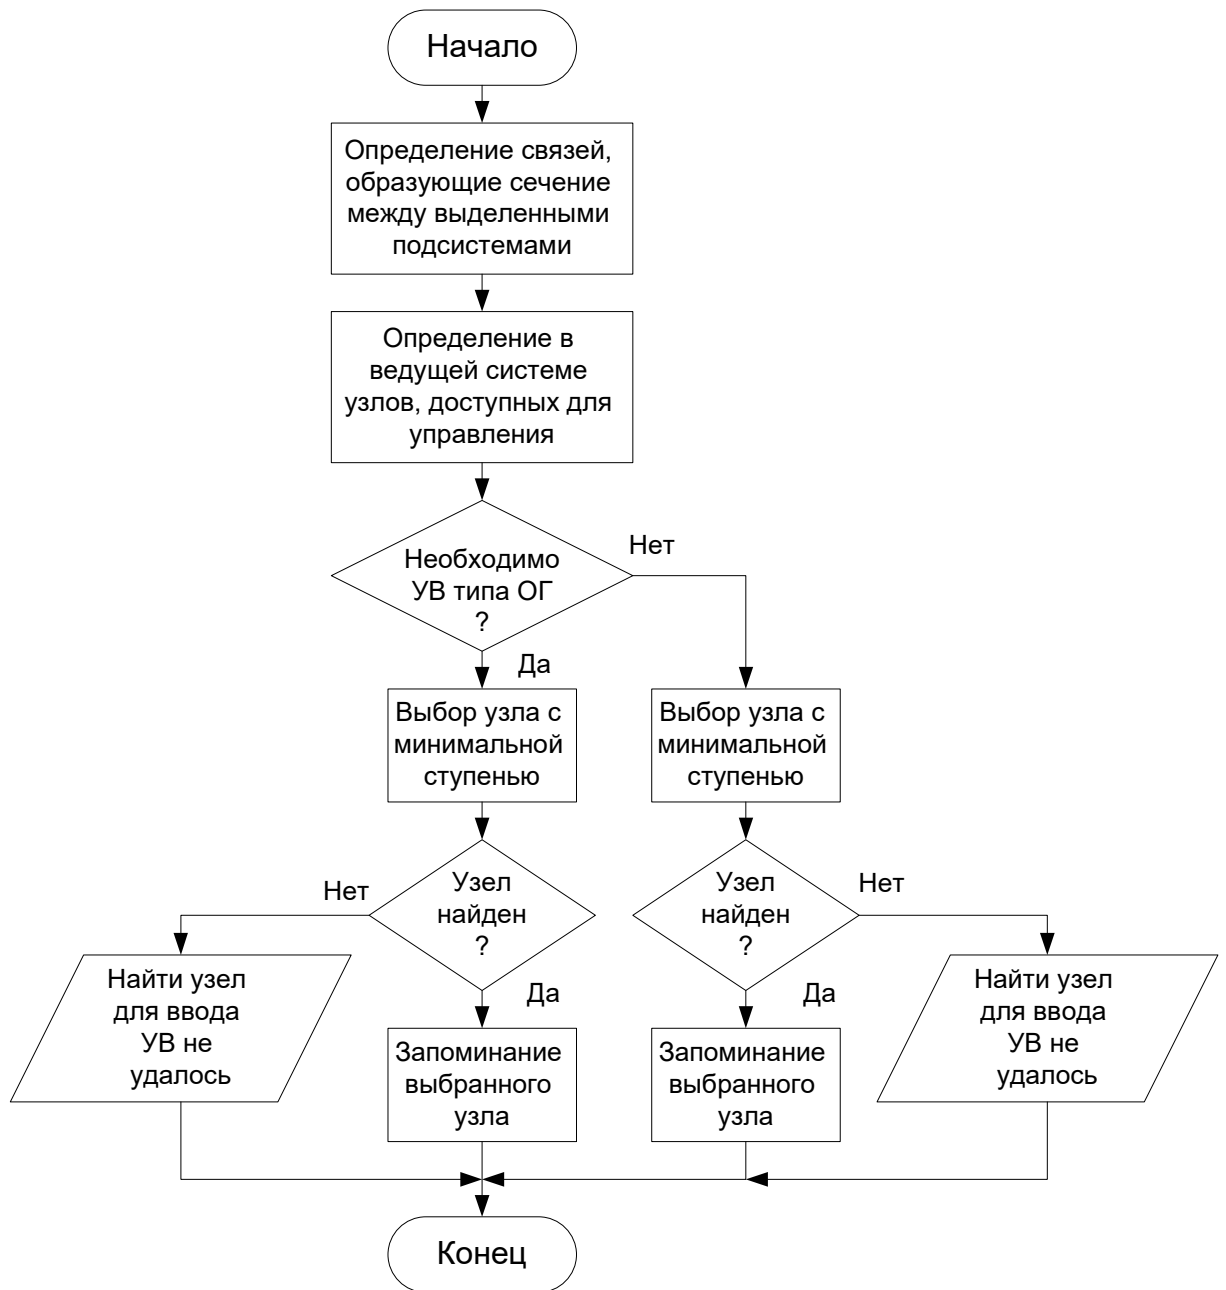 Начало
Определение связей,
образующие сечение
между выделенными
подсистемами
Определение в
ведущей системе
узлов, доступных для
управления
Необходимо
УВ типа ОГ
?
Нет
Да
Выбор узла с
минимальной
ступенью
Выбор узла с
минимальной
ступенью
Нет
Узел
найден
?
Узел
найден
?
Нет
Найти узел
для ввода
УВ не
удалось
Да
Запоминание
выбранного
узла
Да
Запоминание
выбранного
узла
Найти узел
для ввода
УВ не
удалось
Конец